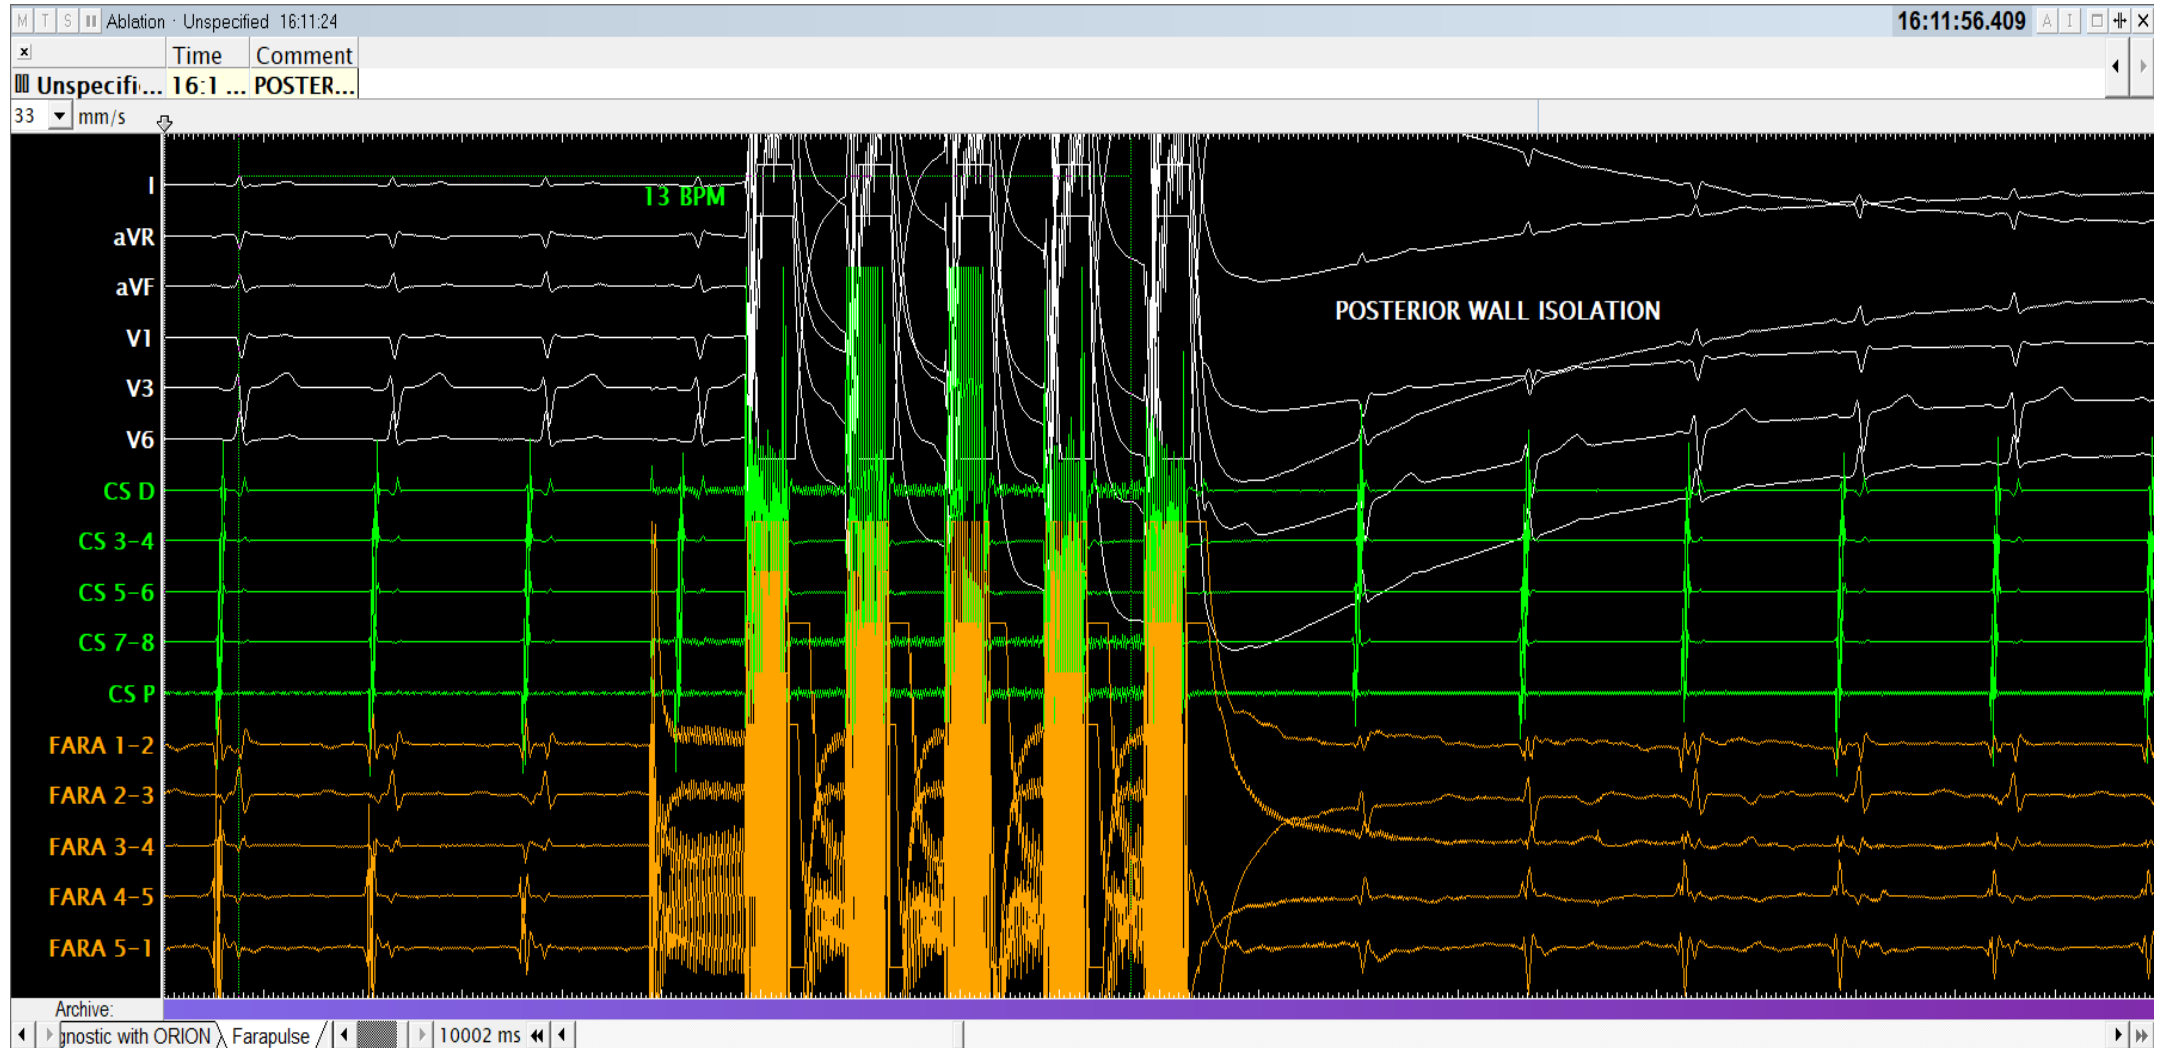 M T S Ablation · Unspecified 16:11:24 16:11:56.409 A I
Time Comment
Unspecifi... 16:1 ... POSTER...
33 mm/s
I
13 BPM
aVR
aVF
POSTERIOR WALL ISOLATION
V1
V3
V6
CS D
CS 3-4
CS 5-6
CS 7-8
CS P
FARA 1-2
FARA 2-3
FARA 3-4
FARA 4-5
FARA 5-1
Archive:
gnostic with ORION Farapulse 10002 ms